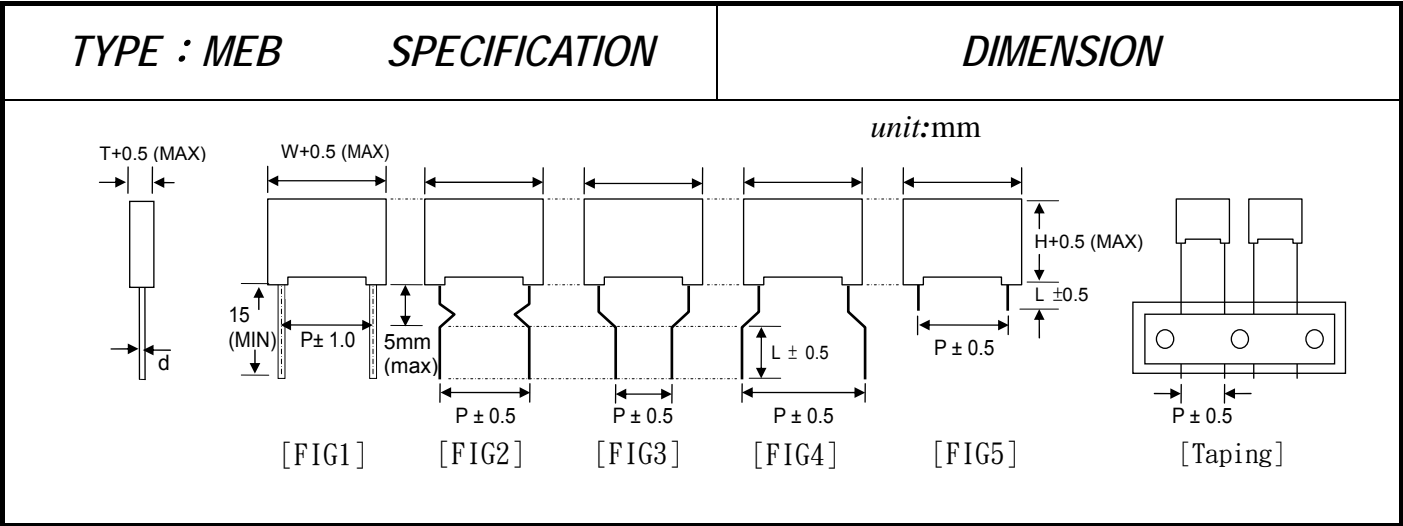 TYPE：MEB SPECIFICATION DIMENSION
unit:mm
T+0.5 (MAX) W+0.5 (MAX)
H+0.5 (MAX)
L ±0.5
15
(MIN)
d
P± 1.0
5mm
(max)
L ± 0.5
P ± 0.5
P ± 0.5
P ± 0.5
P ± 0.5
P ± 0.5
[FIG1] [FIG2] [FIG3] [FIG4] [FIG5] [Taping]